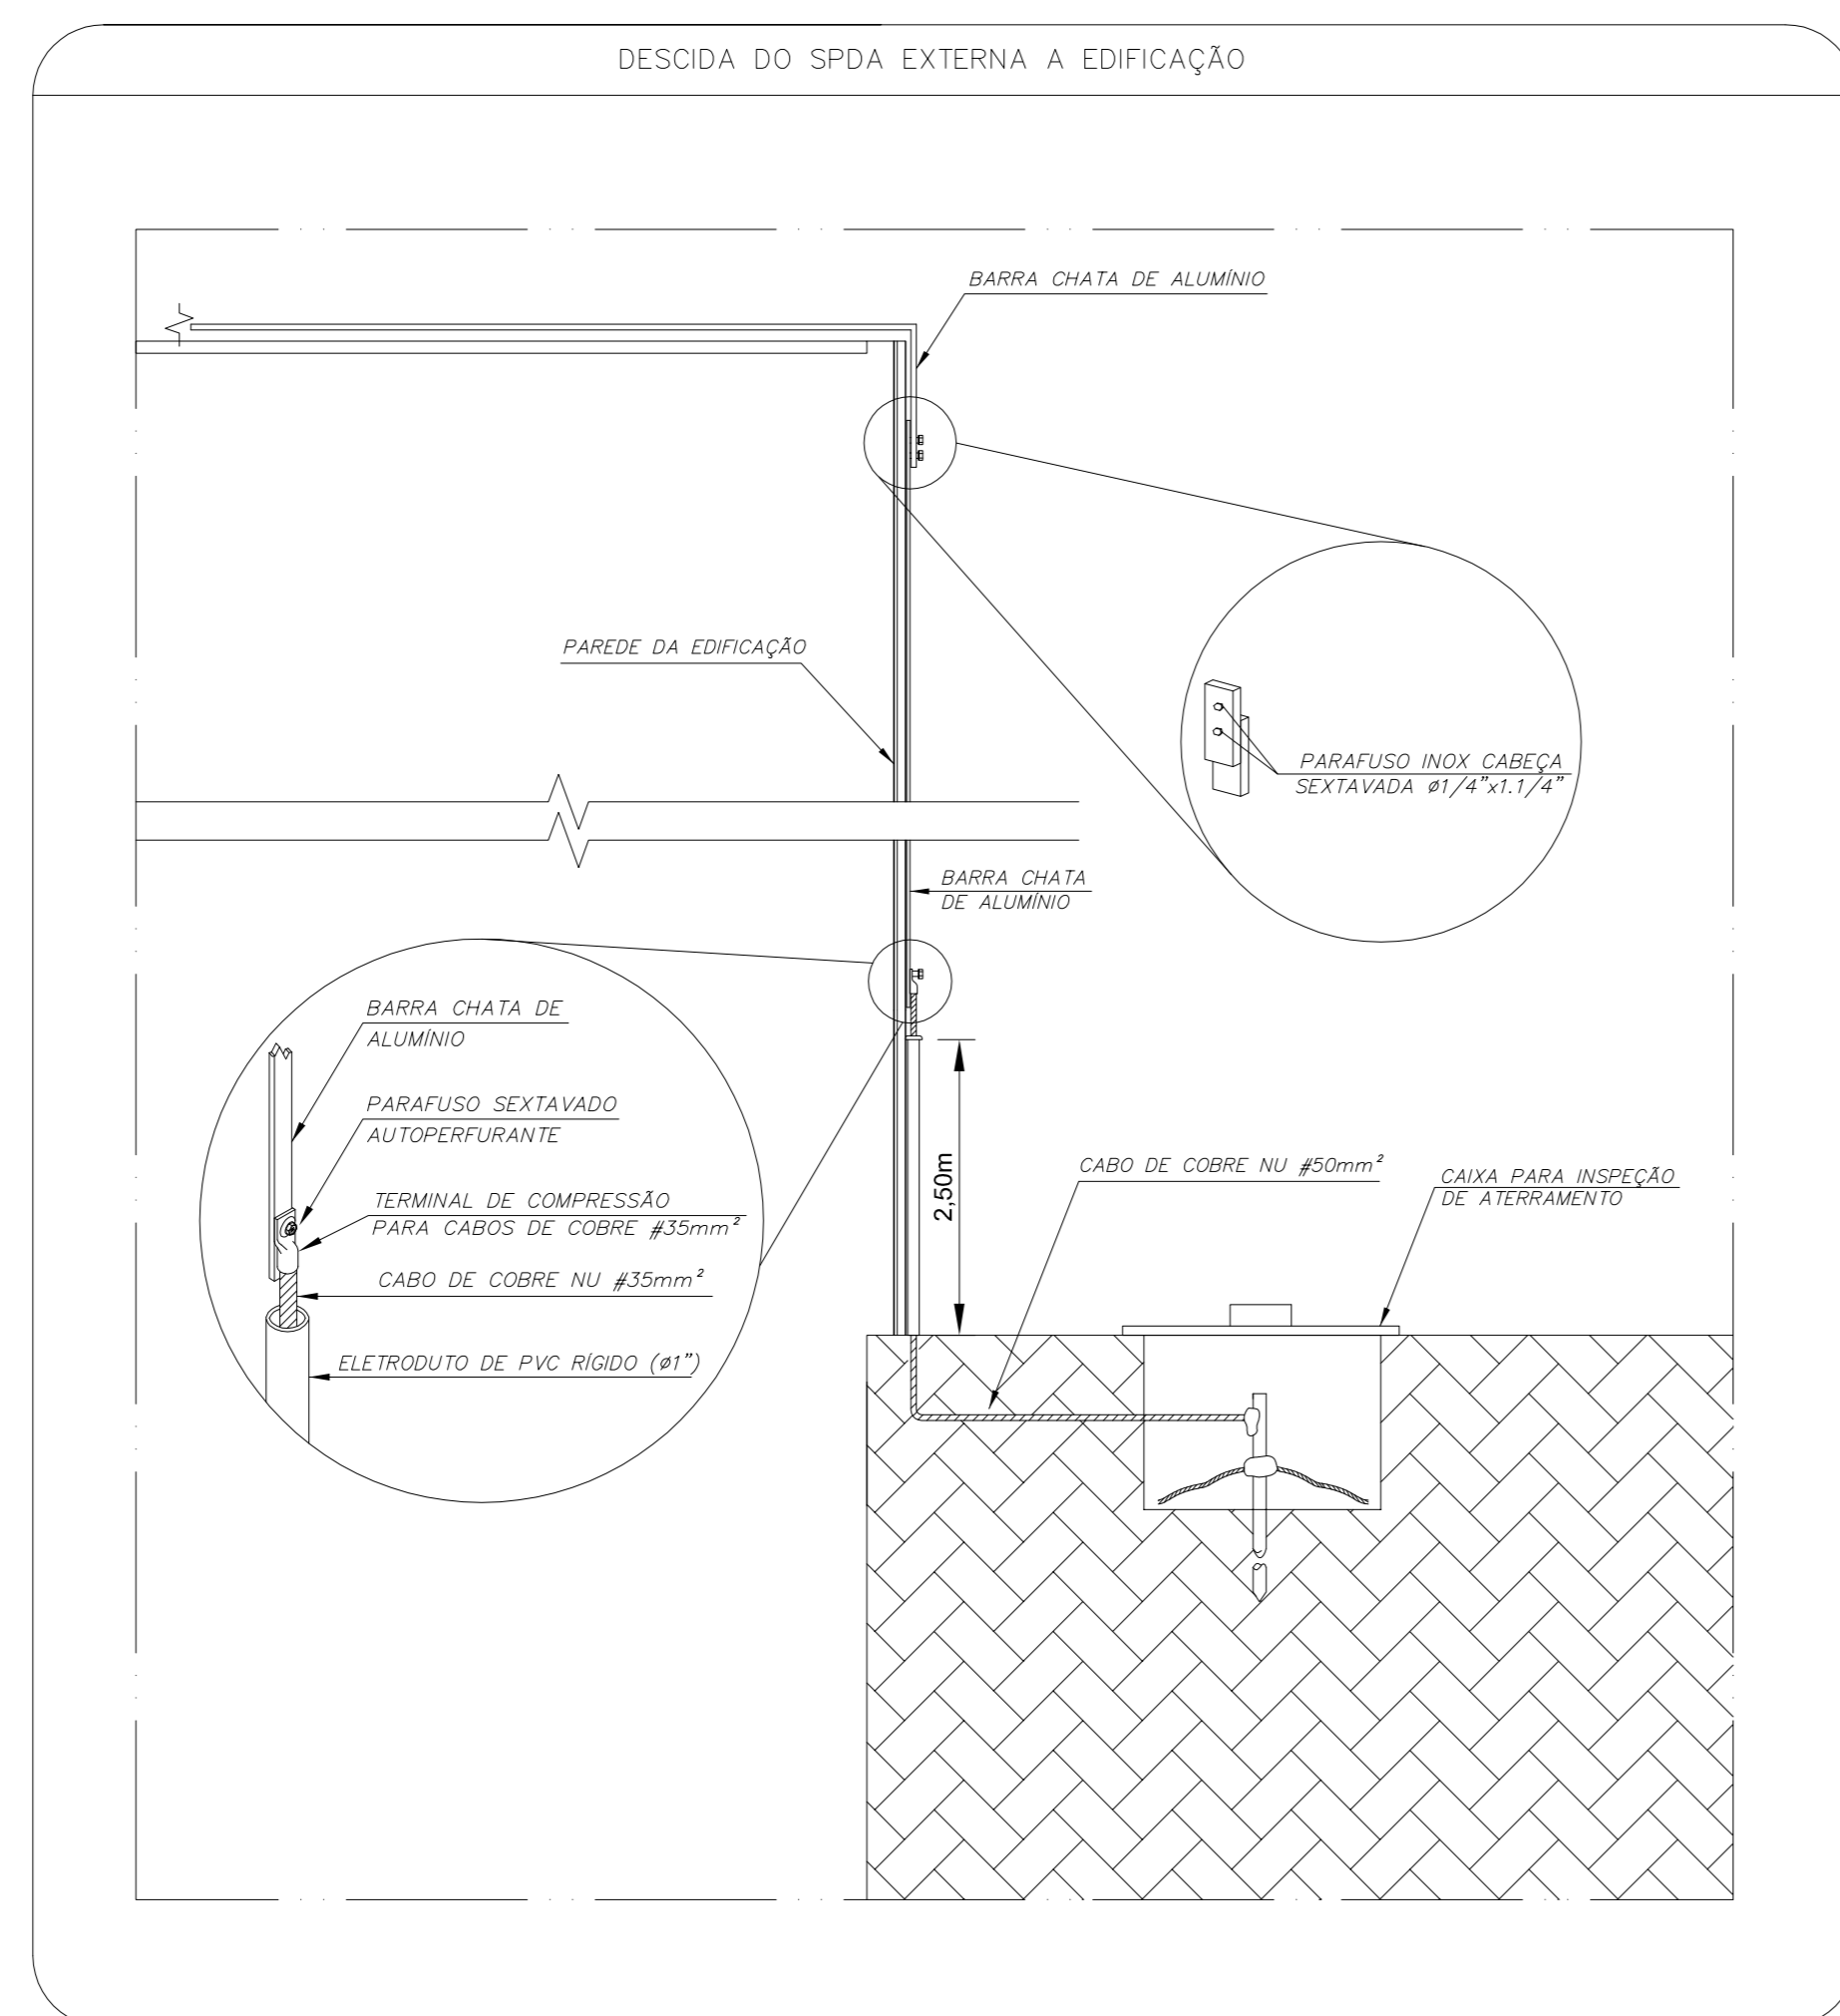 DESCIDA DO SPDA EXTERNA A EDIFICAÇÃO
BARRA CHATA DE ALUMÍNIO
PAREDE DA EDIFICAÇÃO
PARAFUSO INOX CABEÇA
SEXTAVADA ø1/4"x1.1/4"
BARRA CHATA
DE ALUMÍNIO
BARRA CHATA DE
ALUMÍNIO
PARAFUSO SEXTAVADO
AUTOPERFURANTE
TERMINAL DE COMPRESSÃO
PARA CABOS DE COBRE #35mm²
CABO DE COBRE NU #35mm²
ELETRODUTO DE PVC RÍGIDO (ø1")
2,50m
CABO DE COBRE NU #50mm²
CAIXA PARA INSPEÇÃO
DE ATERRAMENTO